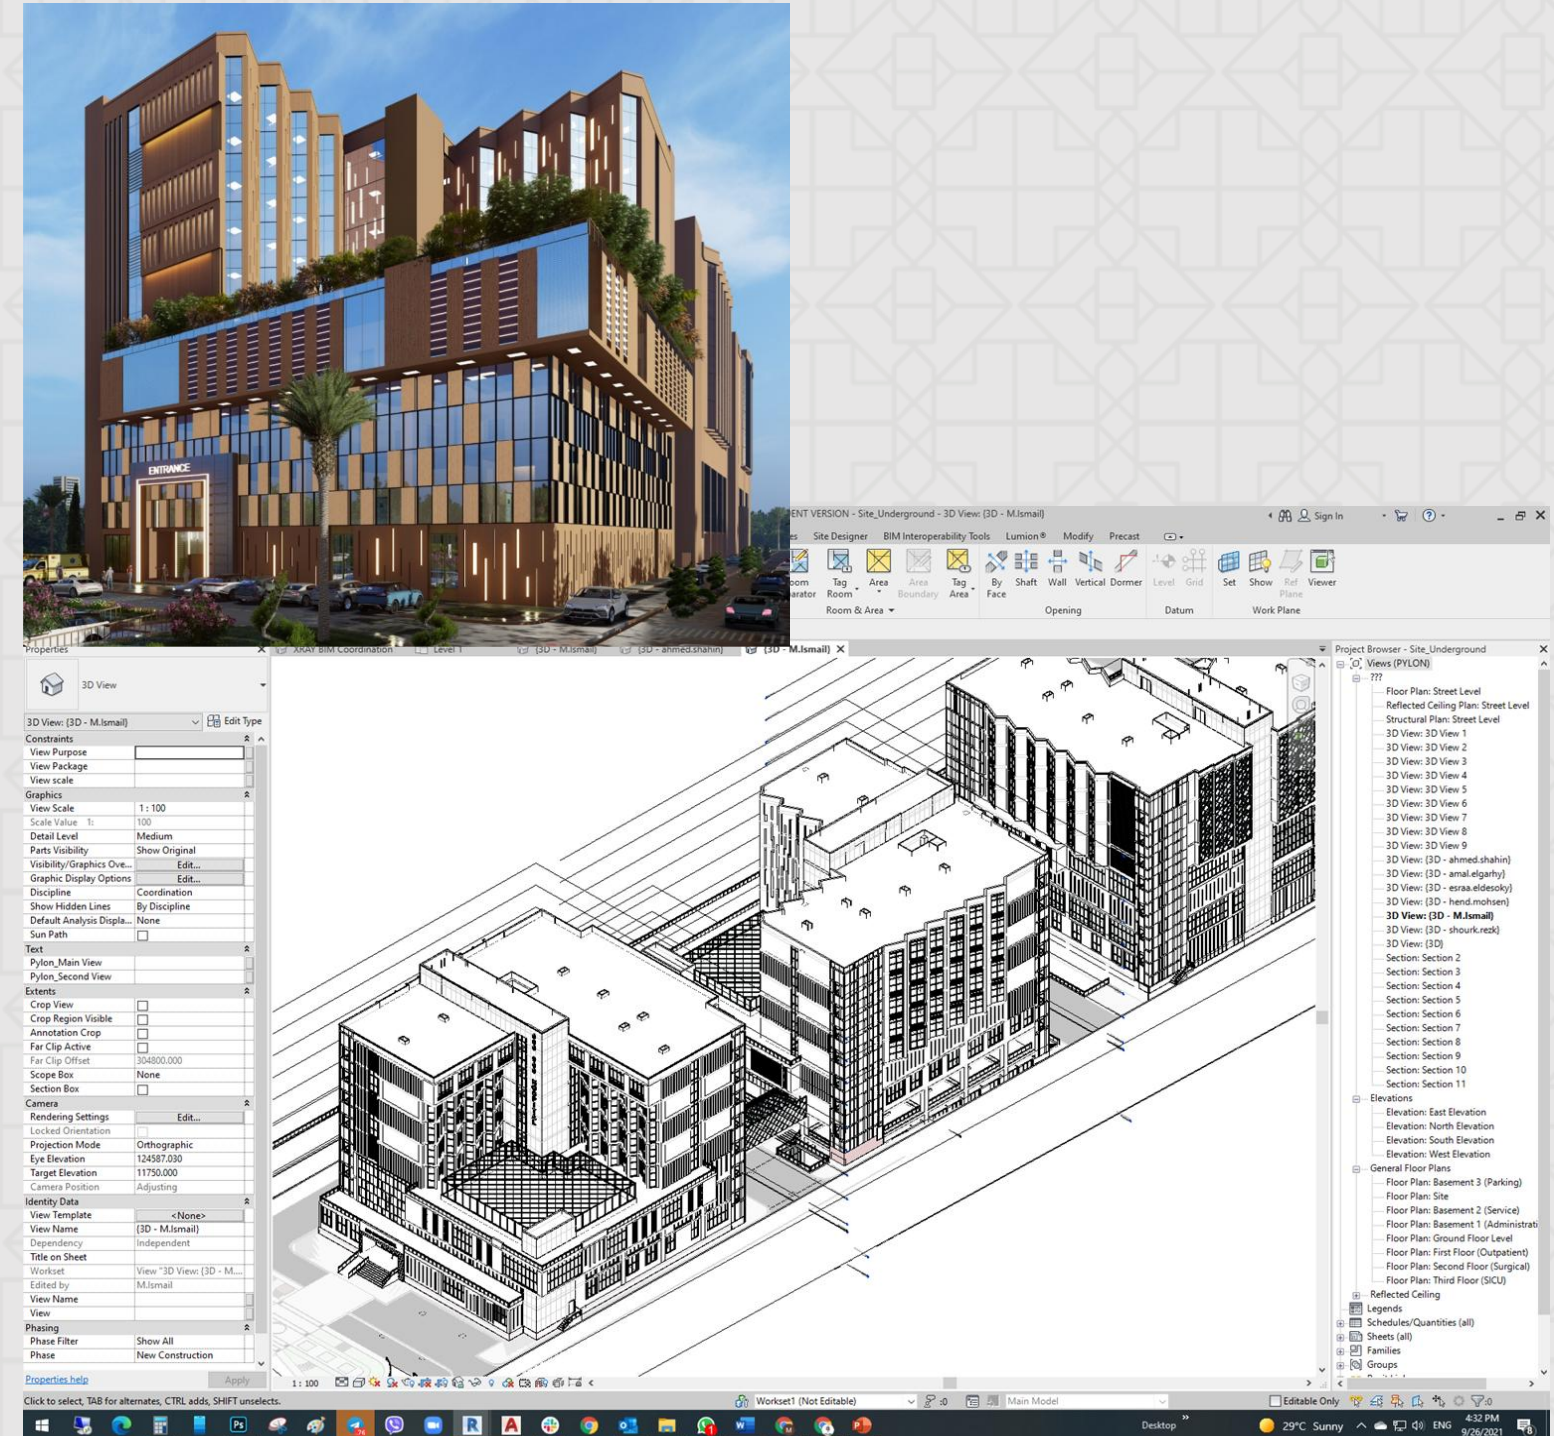 ENTRANCE
ENT VERSION - Site_Underground - 3D View: {3D - M.Ismail}
Sign In
Site Designer BIM Interoperability Tools Lumion® Modify Precast
Tag Room
Area
Area Boundary
Tag Area
By Face
Shaft
Wall
Vertical
Dormer
Level
Grid
Set
Show
Ref Plane
Viewer
Room & Area
Opening
Datum
Work Plane
Properties
XRAY BIM Coordination
Level 1
{3D - M.Ismail}
{3D - ahmed.shahin}
{3D - M.Ismail}
Project Browser - Site_Underground
3D View
3D View: {3D - M.Ismail} Edit Type
Constraints
View Purpose
View Package
View scale
Graphics
View Scale 1 : 100
Scale Value 1: 100
Detail Level Medium
Parts Visibility Show Original
Visibility/Graphics Ove... Edit...
Graphic Display Options Edit...
Discipline Coordination
Show Hidden Lines By Discipline
Default Analysis Displa... None
Sun Path
Text
Pylon_Main View
Pylon_Second View
Extents
Crop View
Crop Region Visible
Annotation Crop
Far Clip Active
Far Clip Offset 304800.000
Scope Box None
Section Box
Camera
Rendering Settings Edit...
Locked Orientation
Projection Mode Orthographic
Eye Elevation 124587.030
Target Elevation 11750.000
Camera Position Adjusting
Identity Data
View Template <None>
View Name {3D - M.Ismail}
Dependency Independent
Title on Sheet
Workset View "3D View: {3D - M....
Edited by M.Ismail
View Name
View
Phasing
Phase Filter Show All
Phase New Construction
Properties help Apply
Views (PYLON)
???
Floor Plan: Street Level
Reflected Ceiling Plan: Street Level
Structural Plan: Street Level
3D View: 3D View 1
3D View: 3D View 2
3D View: 3D View 3
3D View: 3D View 4
3D View: 3D View 5
3D View: 3D View 6
3D View: 3D View 7
3D View: 3D View 8
3D View: 3D View 9
3D View: {3D - ahmed.shahin}
3D View: {3D - amal.elgarhy}
3D View: {3D - esraa.eldesoky}
3D View: {3D - hend.mohsen}
3D View: {3D - M.Ismail}
3D View: {3D - shourk.rezk}
3D View: {3D}
Section: Section 2
Section: Section 3
Section: Section 4
Section: Section 5
Section: Section 6
Section: Section 7
Section: Section 8
Section: Section 9
Section: Section 10
Section: Section 11
Elevations
Elevation: East Elevation
Elevation: North Elevation
Elevation: South Elevation
Elevation: West Elevation
General Floor Plans
Floor Plan: Basement 3 (Parking)
Floor Plan: Site
Floor Plan: Basement 2 (Service)
Floor Plan: Basement 1 (Administrati
Floor Plan: Ground Floor Level
Floor Plan: First Floor (Outpatient)
Floor Plan: Second Floor (Surgical)
Floor Plan: Third Floor (SICU)
Reflected Ceiling
Legends
Schedules/Quantities (all)
Sheets (all)
Families
Groups
1 : 100
Click to select, TAB for alternates, CTRL adds, SHIFT unselects.
Workset1 (Not Editable)
:0
Main Model
Editable Only
:0
Desktop
29°C Sunny
ENG
4:32 PM
9/26/2021